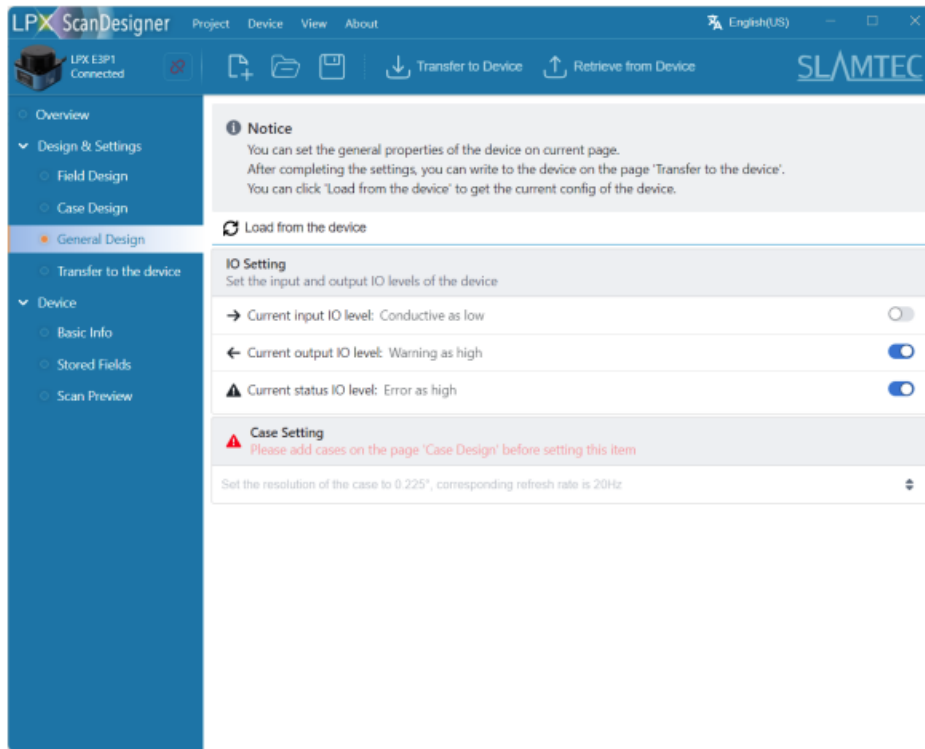 LPX ScanDesigner Project Device View About English(US)
LPX E3P1
Connected
Transfer to Device Retrieve from Device SLAMTEC
Overview
Design & Settings
Field Design
Case Design
General Design
Transfer to the device
Device
Basic Info
Stored Fields
Scan Preview
Notice
You can set the general properties of the device on current page.
After completing the settings, you can write to the device on the page 'Transfer to the device'.
You can click 'Load from the device' to get the current config of the device.
Load from the device
IO Setting
Set the input and output IO levels of the device
Current input IO level: Conductive as low
Current output IO level: Warning as high
Current status IO level: Error as high
Case Setting
Please add cases on the page 'Case Design' before setting this item
Set the resolution of the case to 0.225°, corresponding refresh rate is 20Hz